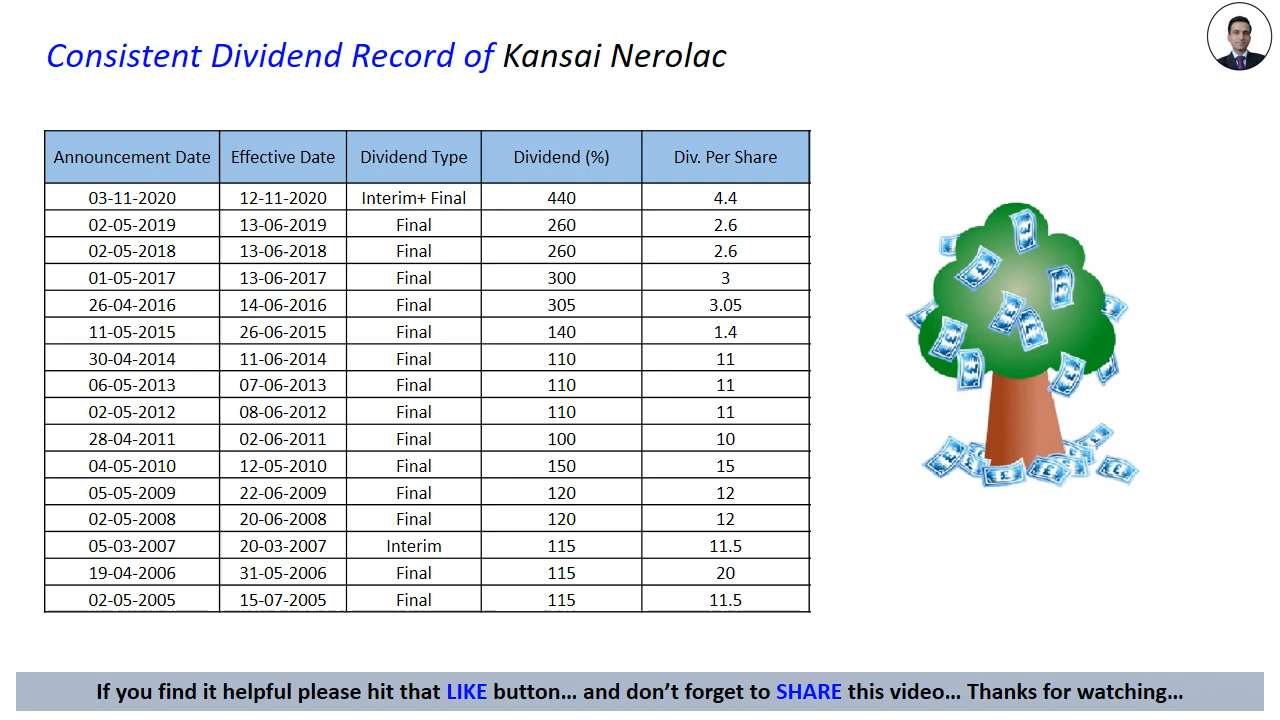 Consistent Dividend Record of Kansai Nerolac
Announcement Date Effective Date Dividend Type Dividend (%) Div. Per Share
03-11-2020 12-11-2020 Interim+ Final 440 4.4
02-05-2019 13-06-2019 Final 260 2.6
02-05-2018 13-06-2018 Final 260 2.6
01-05-2017 13-06-2017 Final 300 3
26-04-2016 14-06-2016 Final 305 3.05
11-05-2015 26-06-2015 Final 140 1.4
30-04-2014 11-06-2014 Final 110 11
06-05-2013 07-06-2013 Final 110 11
02-05-2012 08-06-2012 Final 110 11
28-04-2011 02-06-2011 Final 100 10
04-05-2010 12-05-2010 Final 150 15
05-05-2009 22-06-2009 Final 120 12
02-05-2008 20-06-2008 Final 120 12
05-03-2007 20-03-2007 Interim 115 11.5
19-04-2006 31-05-2006 Final 115 20
02-05-2005 15-07-2005 Final 115 11.5
If you find it helpful please hit that LIKE button... and don’t forget to SHARE this video... Thanks for watching...